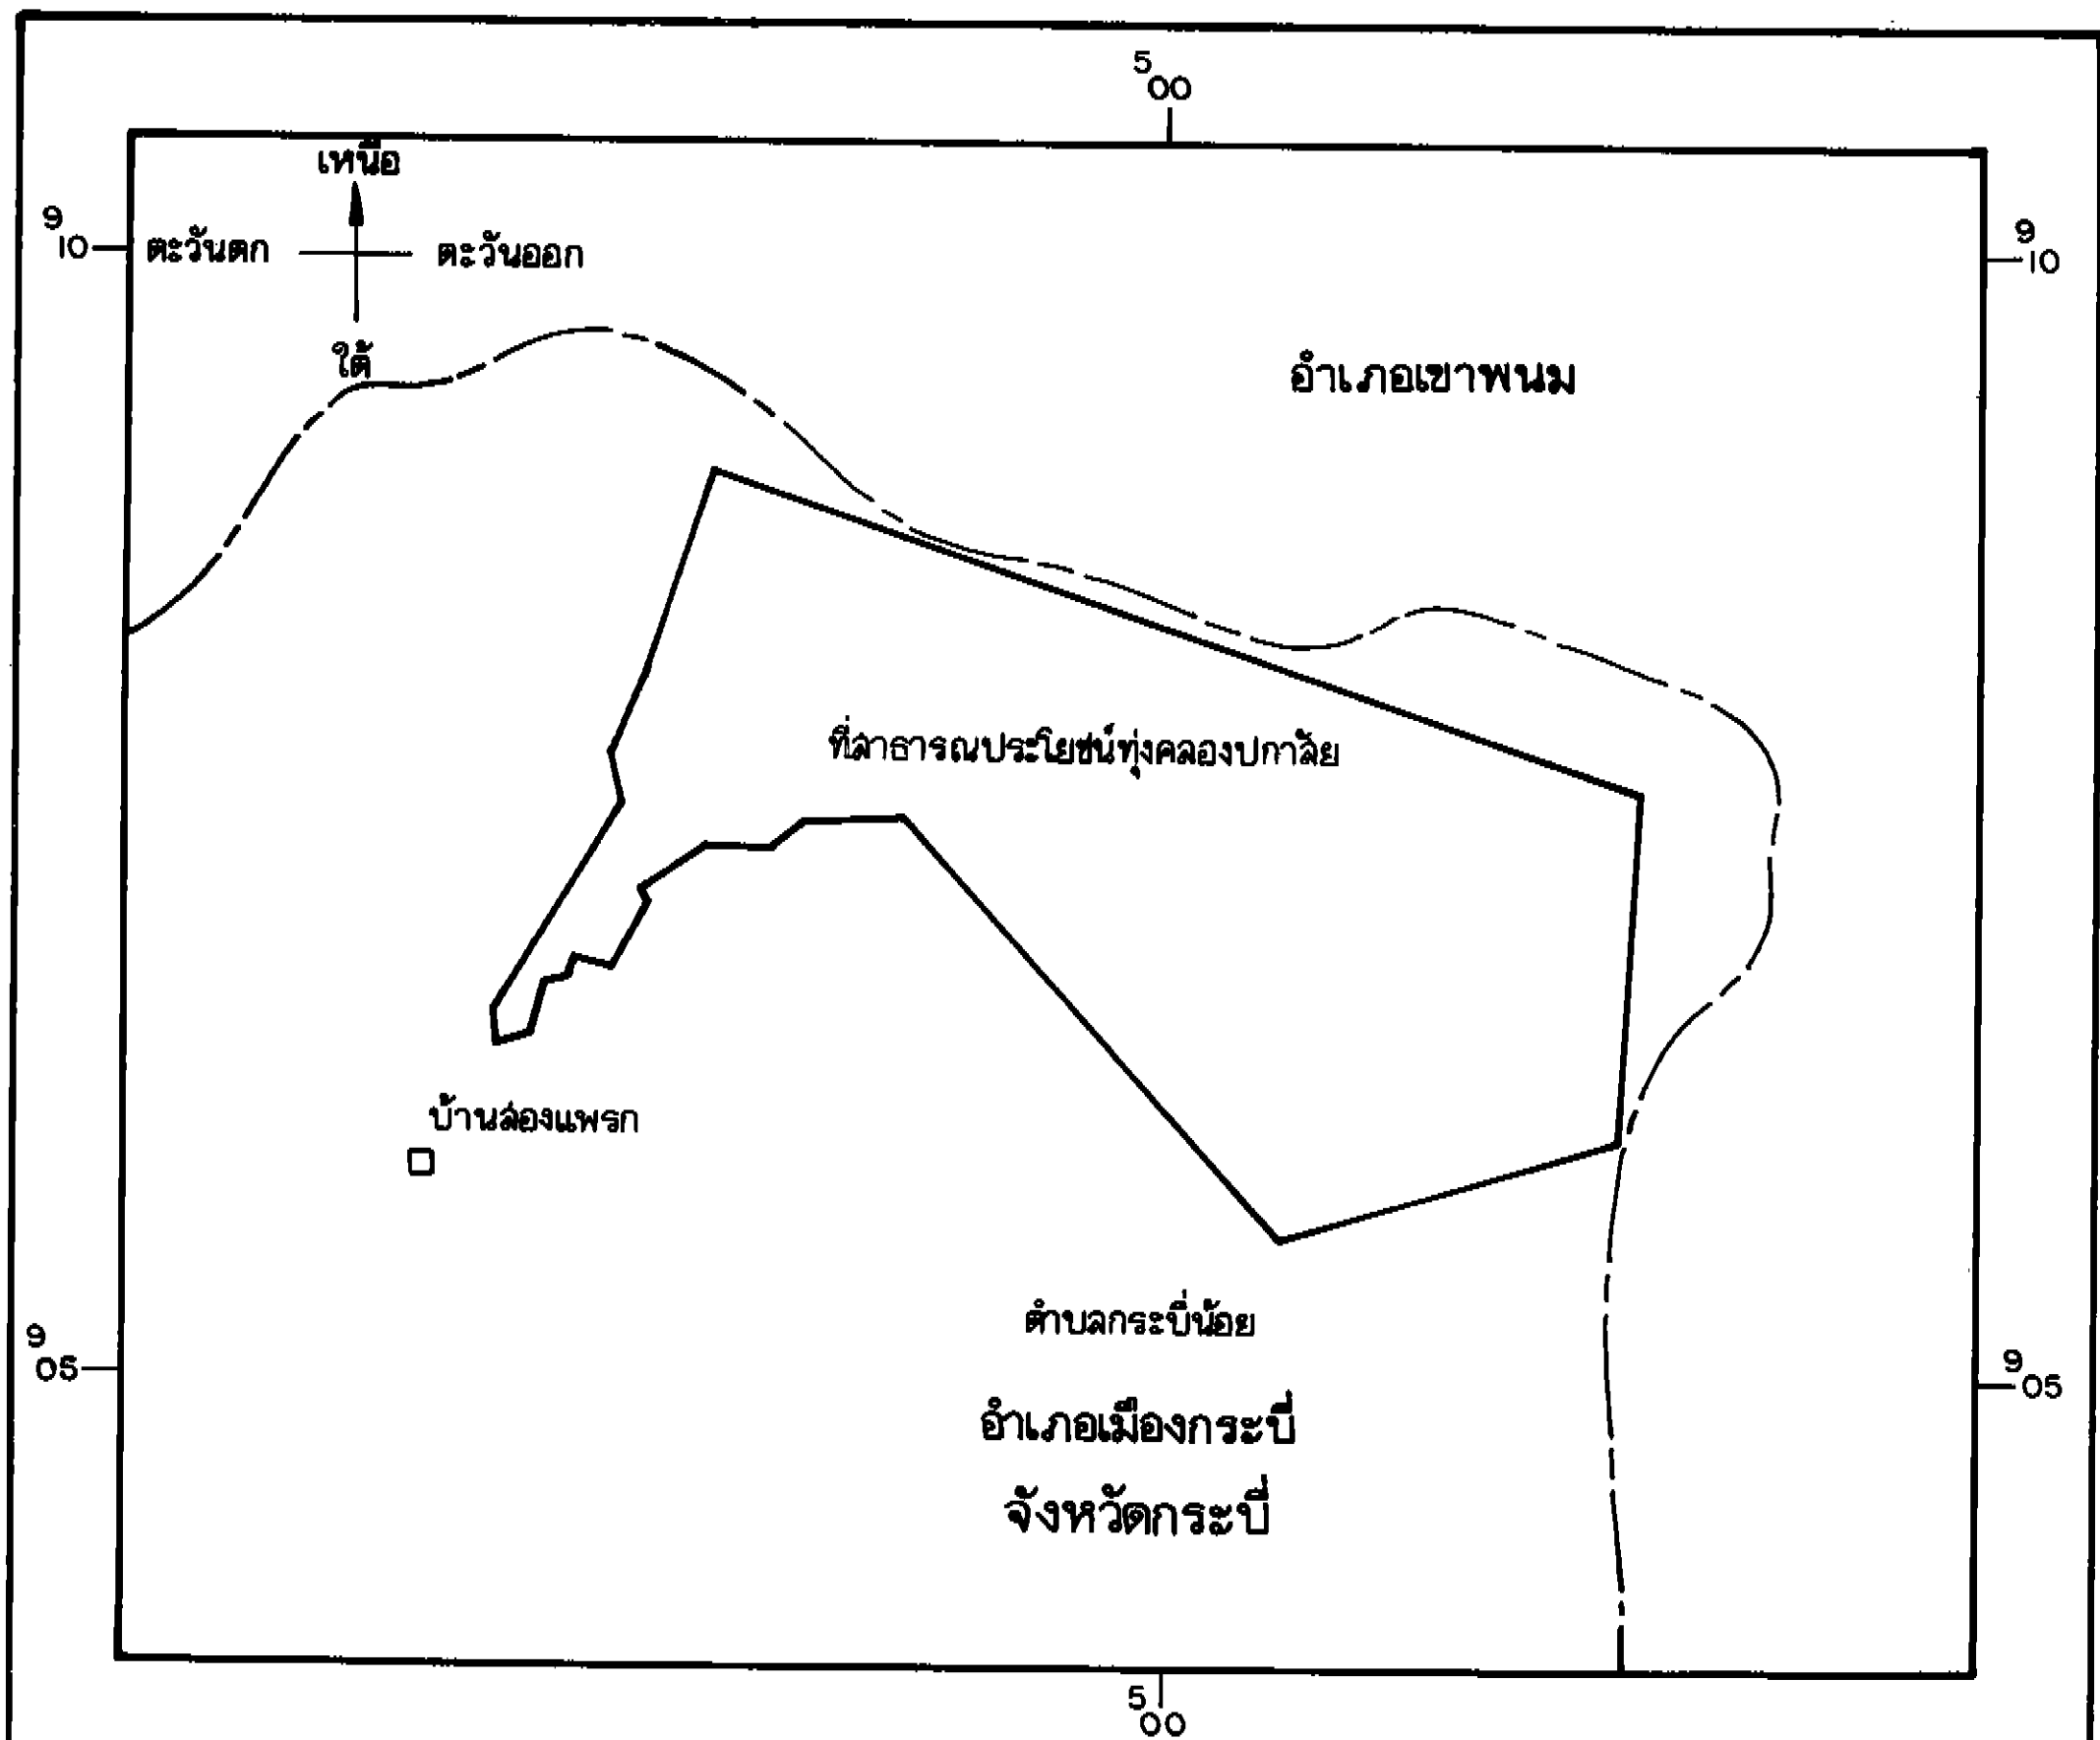 5
00
เหนือ
9
10
ตะวันตก
ตะวันออก
9
10
ใต้
อำเภอเขาพนม
ที่สาธารณประโยชน์ทุ่งคลองปกาสัย
บ้านส่องแพรก
ตำบลกระบี่น้อย
9
05
9
05
อำเภอเมืองกระบี่
จังหวัดกระบี่
5
00